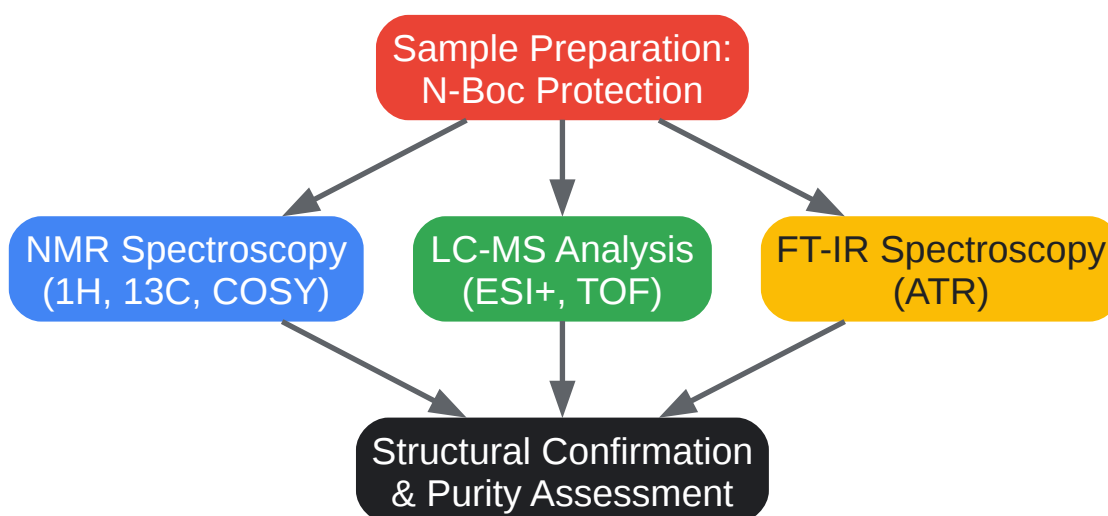 Sample Preparation:
N-Boc Protection
NMR Spectroscopy
(1H, 13C, COSY)
LC-MS Analysis
(ESI+, TOF)
FT-IR Spectroscopy
(ATR)
Structural Confirmation
& Purity Assessment